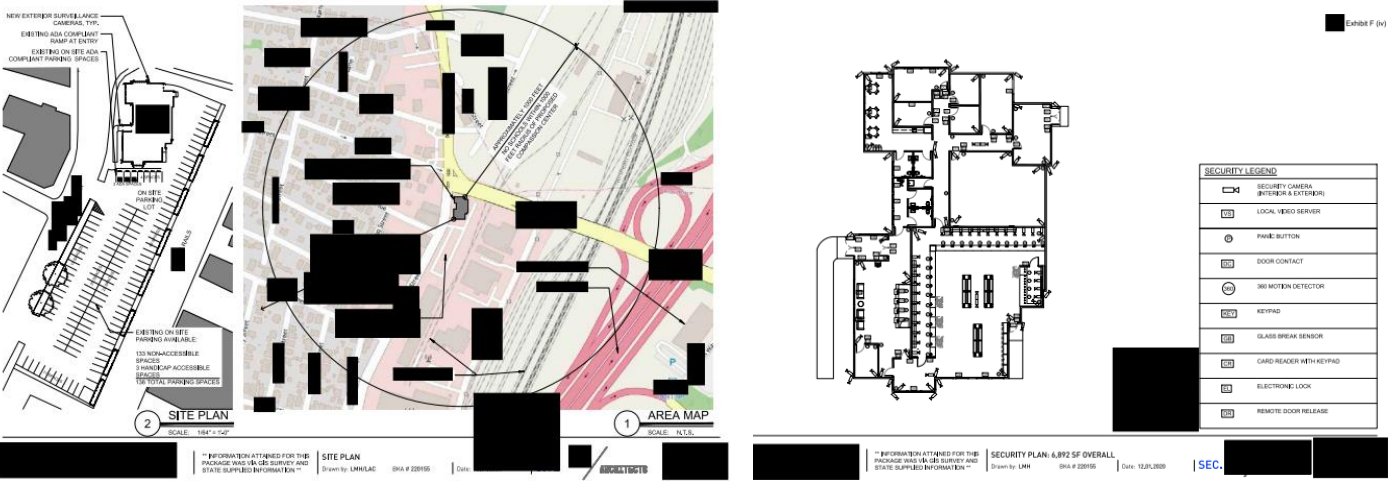 NEW EXTERIOR SURVEILLANCE
CAMERAS, TYP.
EXISTING ADA COMPLIANT
RAMP AT ENTRY
EXISTING ON SITE ADA
COMPLIANT PARKING SPACES
ON SITE
PARKING
LOT
RAILS
EXISTING ON SITE
PARKING AVAILABLE:
133 NON-ACCESSIBLE
SPACES
3 HANDICAP ACCESSIBLE
SPACES
136 TOTAL PARKING SPACES
2
SITE PLAN
SCALE: 1/64" = 1'-0"
APPROXIMATELY 1000 FEET
NO SCHOOLS WITHIN 1000
FEET RADIUS OF PROPOSED
COMPASSION CENTER
Street
P
1
AREA MAP
SCALE: N.T.S.
** INFORMATION ATTAINED FOR THIS
PACKAGE WAS VIA GIS SURVEY AND
STATE SUPPLIED INFORMATION **
SITE PLAN
Drawn by: LMH/LAC BHA # 220155 Date:
ARCHITECTS
Exhibit F (iv)
SECURITY LEGEND
SECURITY CAMERA
(INTERIOR & EXTERIOR)
VS LOCAL VIDEO SERVER
P PANIC BUTTON
DC DOOR CONTACT
360 360 MOTION DETECTOR
KEY KEYPAD
GB GLASS BREAK SENSOR
CR CARD READER WITH KEYPAD
EL ELECTRONIC LOCK
DR REMOTE DOOR RELEASE
** INFORMATION ATTAINED FOR THIS
PACKAGE WAS VIA GIS SURVEY AND
STATE SUPPLIED INFORMATION **
SECURITY PLAN: 6,892 SF OVERALL
Drawn by: LMH BHA # 220155 Date: 12.01.2020
SEC.